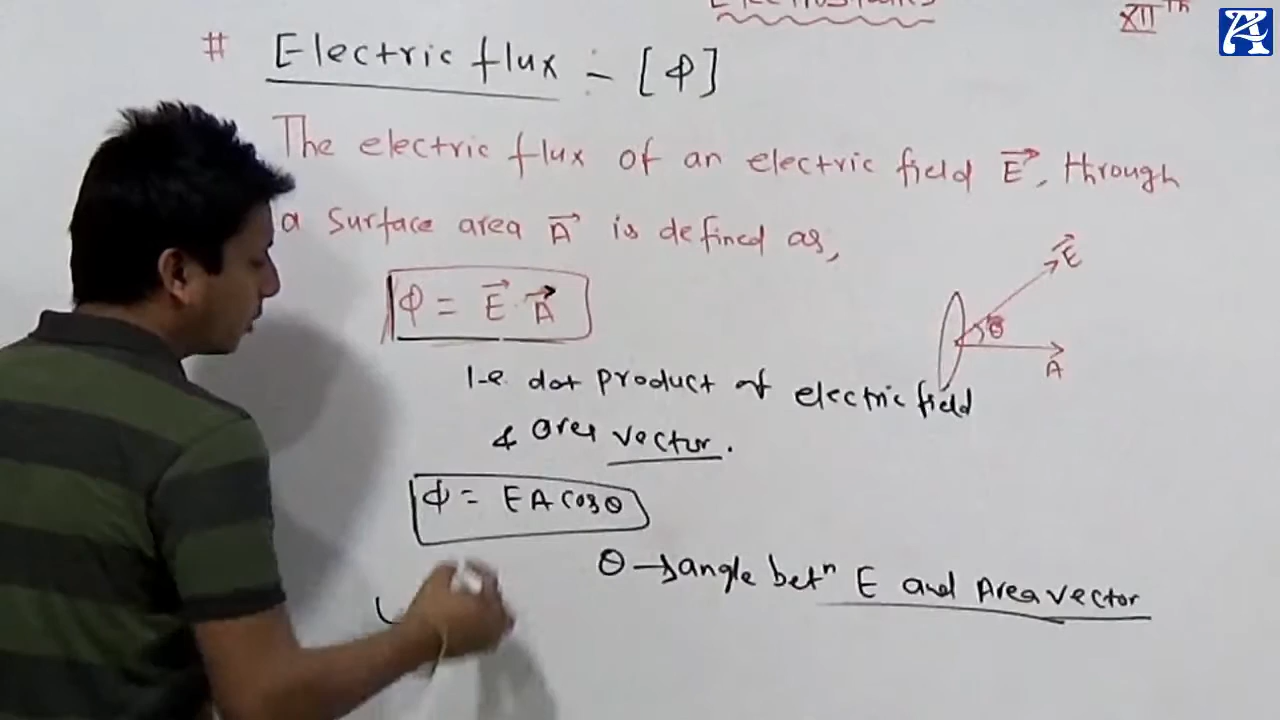 Electrostatics
XIIth
# Electric flux :- [Φ]
The electric flux of an electric field E⃗, through
a surface area A⃗ is defined as,
Φ = E⃗ . A⃗
E⃗
θ
A⃗
I.e. dot product of electric field
& area vector.
Φ = EA cosθ
θ → angle betⁿ E and Area vector